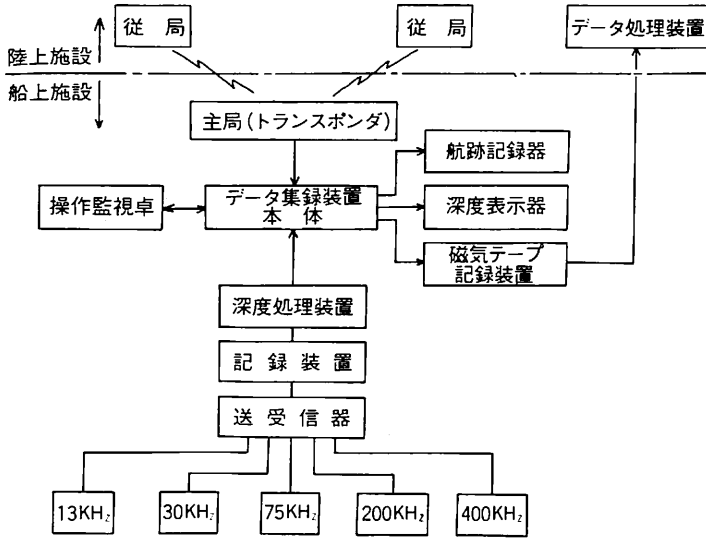 従局
従局
データ処理装置
陸上施設
船上施設
主局(トランスポンダ)
航跡記録器
操作監視卓
データ集録装置
本体
深度表示器
磁気テープ
記録装置
深度処理装置
記録装置
送受信器
13KHz
30KHz
75KHz
200KHz
400KHz